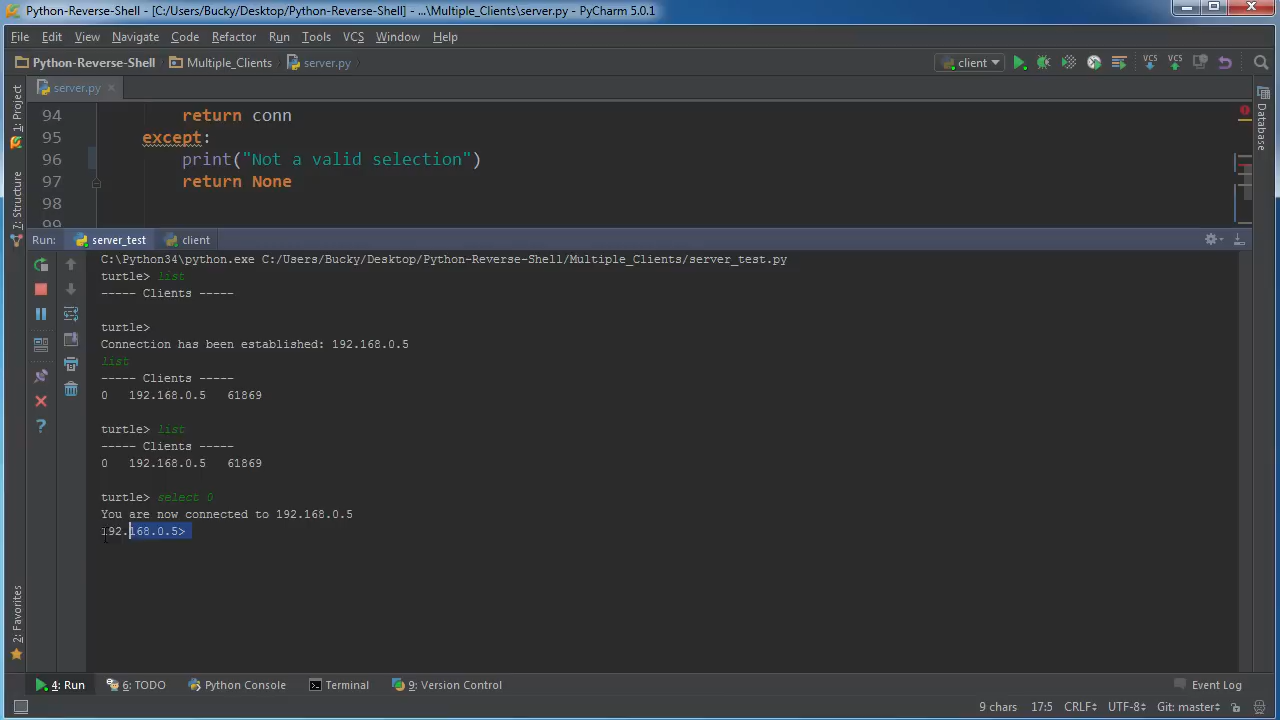 Python-Reverse-Shell - [C:/Users/Bucky/Desktop/Python-Reverse-Shell] - ...\Multiple_Clients\server.py - PyCharm 5.0.1
File Edit View Navigate Code Refactor Run Tools VCS Window Help
Python-Reverse-Shell Multiple_Clients server.py client VCS VCS
1: Project
7: Structure
2: Favorites
Database
server.py
94 return conn
95 except:
96 print("Not a valid selection")
97 return None
98
99
Run: server_test client
C:\Python34\python.exe C:/Users/Bucky/Desktop/Python-Reverse-Shell/Multiple_Clients/server_test.py
turtle> list
----- Clients -----
turtle>
Connection has been established: 192.168.0.5
list
----- Clients -----
0 192.168.0.5 61869
turtle> list
----- Clients -----
0 192.168.0.5 61869
turtle> select 0
You are now connected to 192.168.0.5
192.168.0.5>
4: Run 6: TODO Python Console Terminal 9: Version Control Event Log
9 chars 17:5 CRLF UTF-8 Git: master